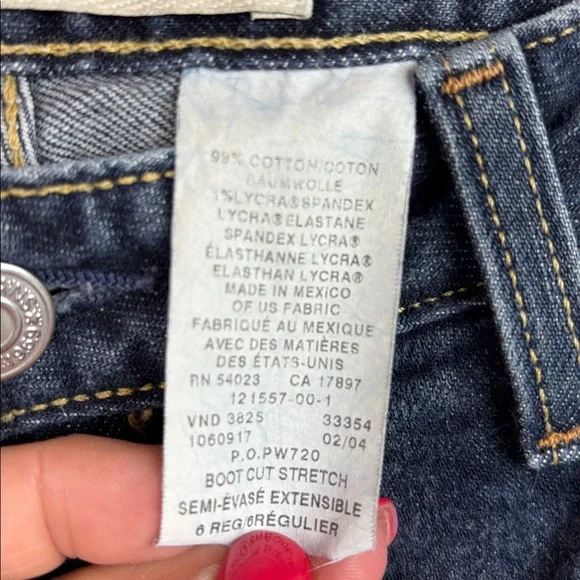 99% COTTON/COTON
BAUMWOLLE
1% LYCRA®SPANDEX
LYCRA®ELASTANE
SPANDEX LYCRA®
ÉLASTHANNE LYCRA®
ELASTHAN LYCRA®
MADE IN MEXICO
OF US FABRIC
FABRIQUÉ AU MEXIQUE
AVEC DES MATIÈRES
DES ÉTATS-UNIS
RN 54023 CA 17897
121557-00-1
VND 3825 33354
1060917 02/04
P.O.PW720
BOOT CUT STRETCH
SEMI-ÉVASÉ EXTENSIBLE
6 REG/6RÉGULIER